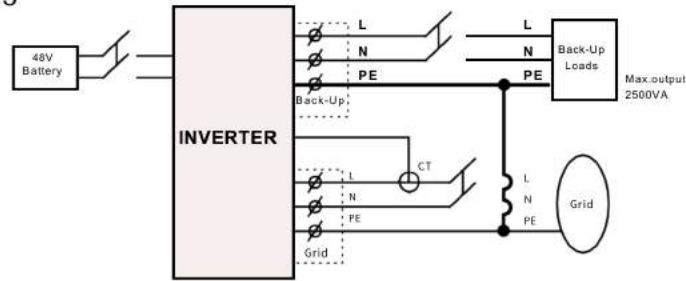 48V
Battery
INVERTER
L
N
PE
Back-Up
L
N
PE
Back-Up
Loads
Max.output
2500VA
CT
L
N
PE
Grid
L
N
PE
Grid